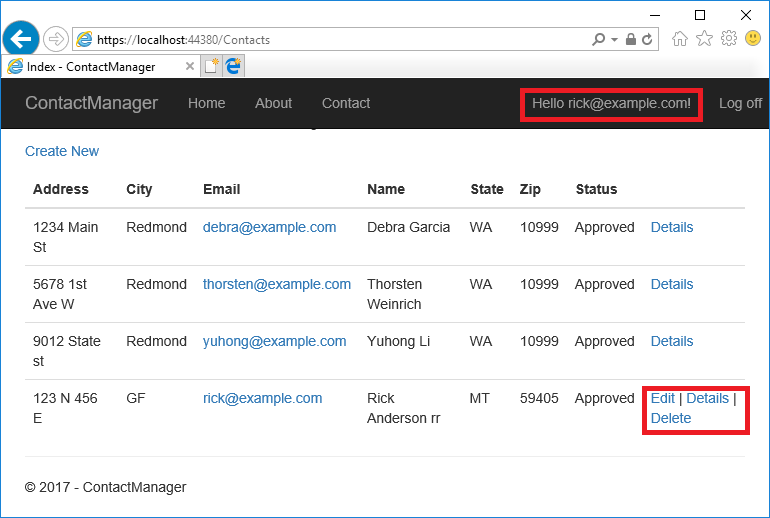 https://localhost:44380/Contacts
Index - ContactManager
ContactManager Home About Contact Hello rick@example.com! Log off
Create New
Address City Email Name State Zip Status
1234 Main St Redmond debra@example.com Debra Garcia WA 10999 Approved Details
5678 1st Ave W Redmond thorsten@example.com Thorsten Weinrich WA 10999 Approved Details
9012 State st Redmond yuhong@example.com Yuhong Li WA 10999 Approved Details
123 N 456 E GF rick@example.com Rick Anderson rr MT 59405 Approved Edit | Details | Delete
© 2017 - ContactManager